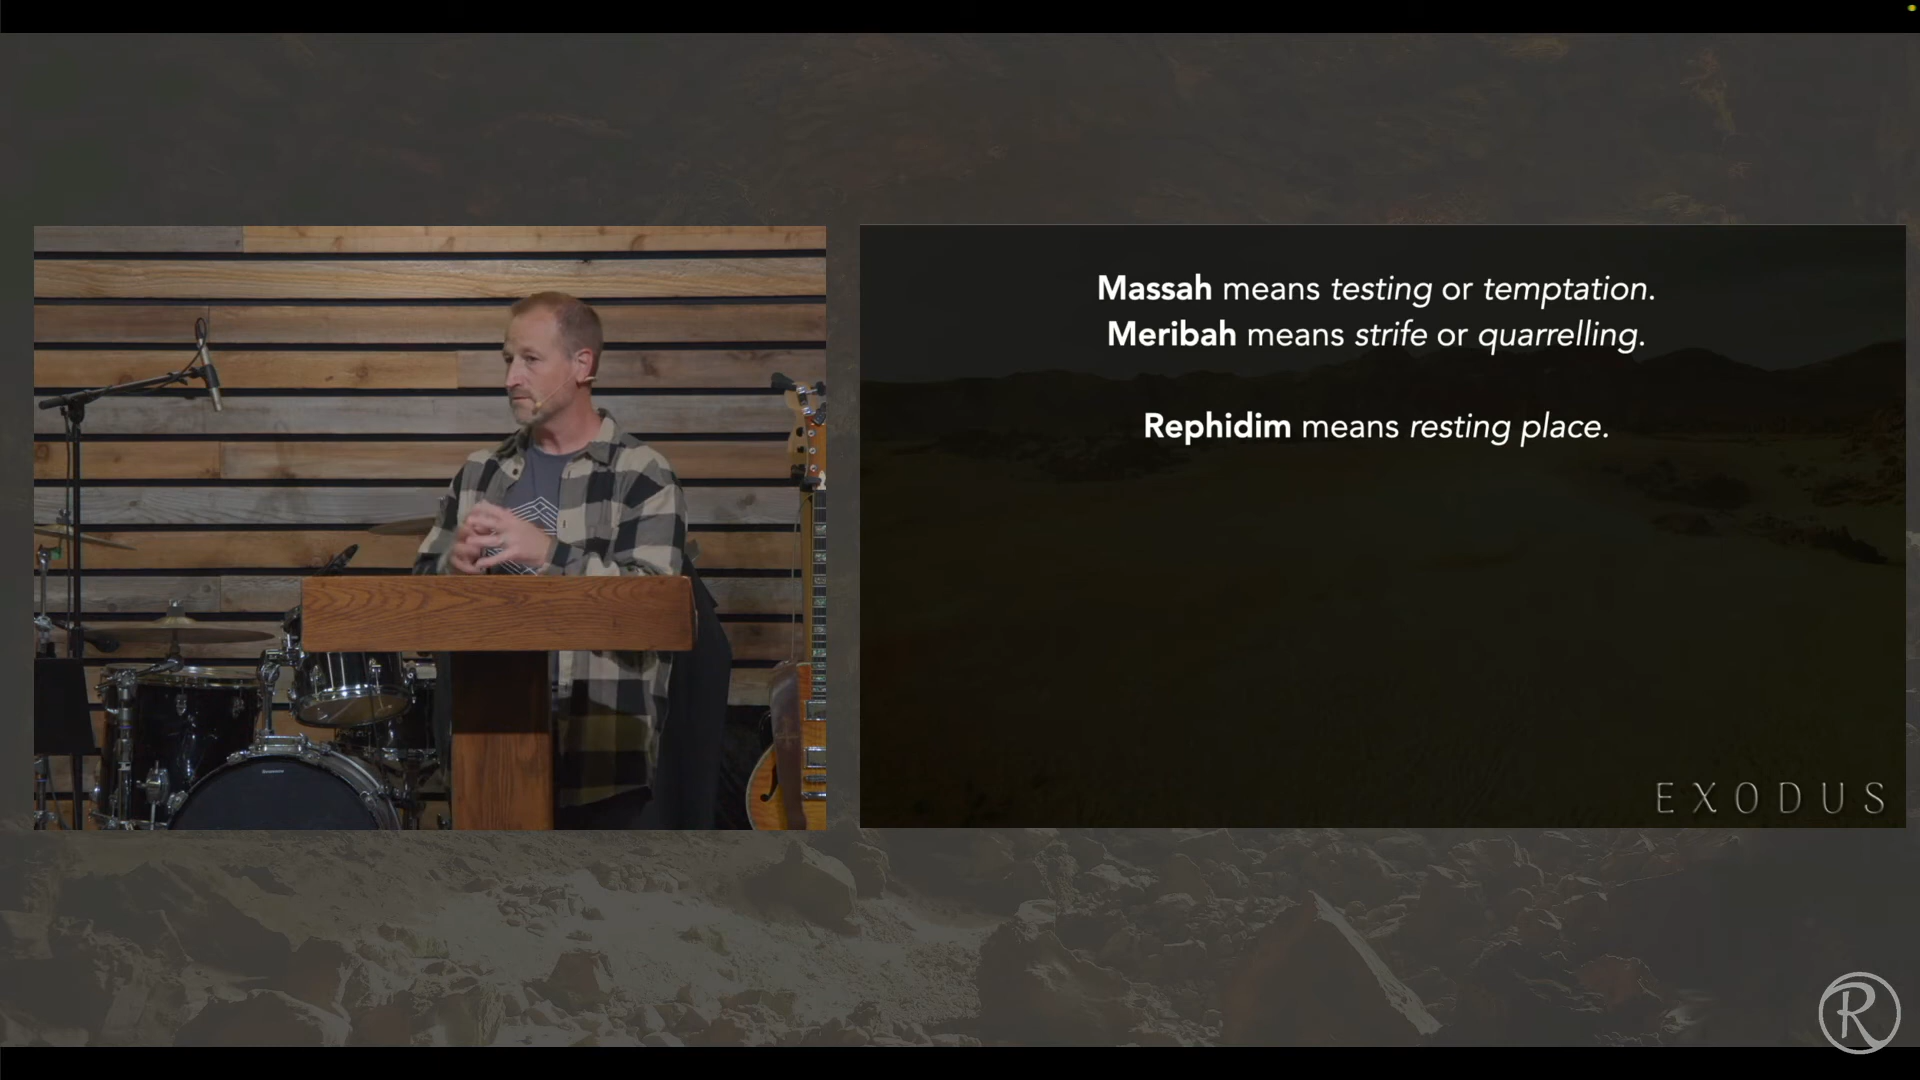 Massah means testing or temptation.
Meribah means strife or quarrelling.
Rephidim means resting place.
EXODUS
R